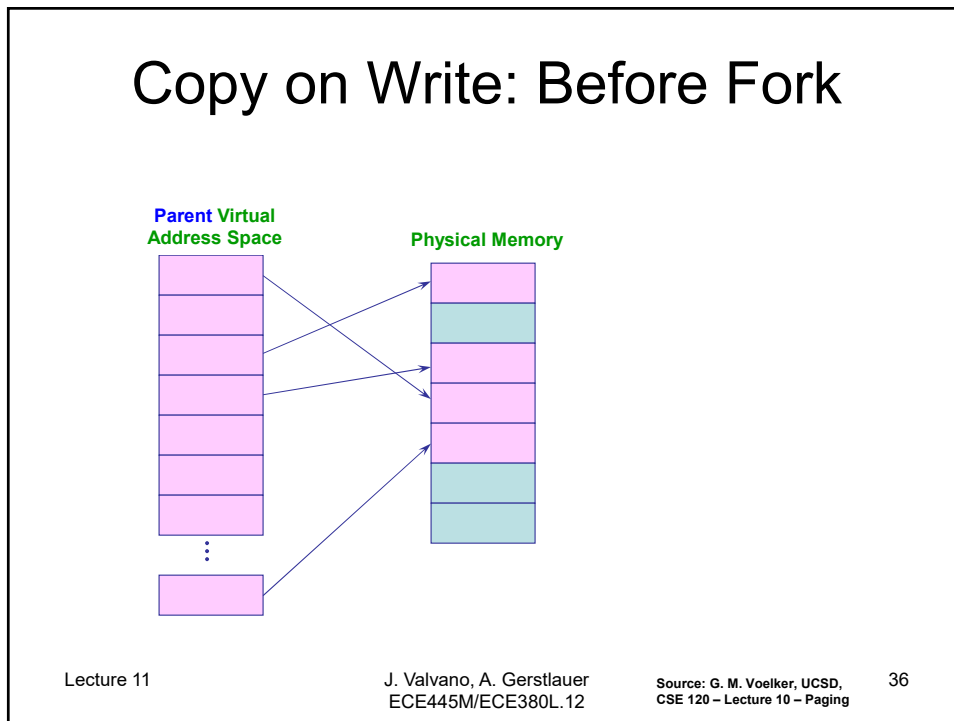 Copy on Write: Before Fork
Parent Virtual
Address Space
Physical Memory
Lecture 11
J. Valvano, A. Gerstlauer
ECE445M/ECE380L.12
Source: G. M. Voelker, UCSD,
CSE 120 – Lecture 10 – Paging
36